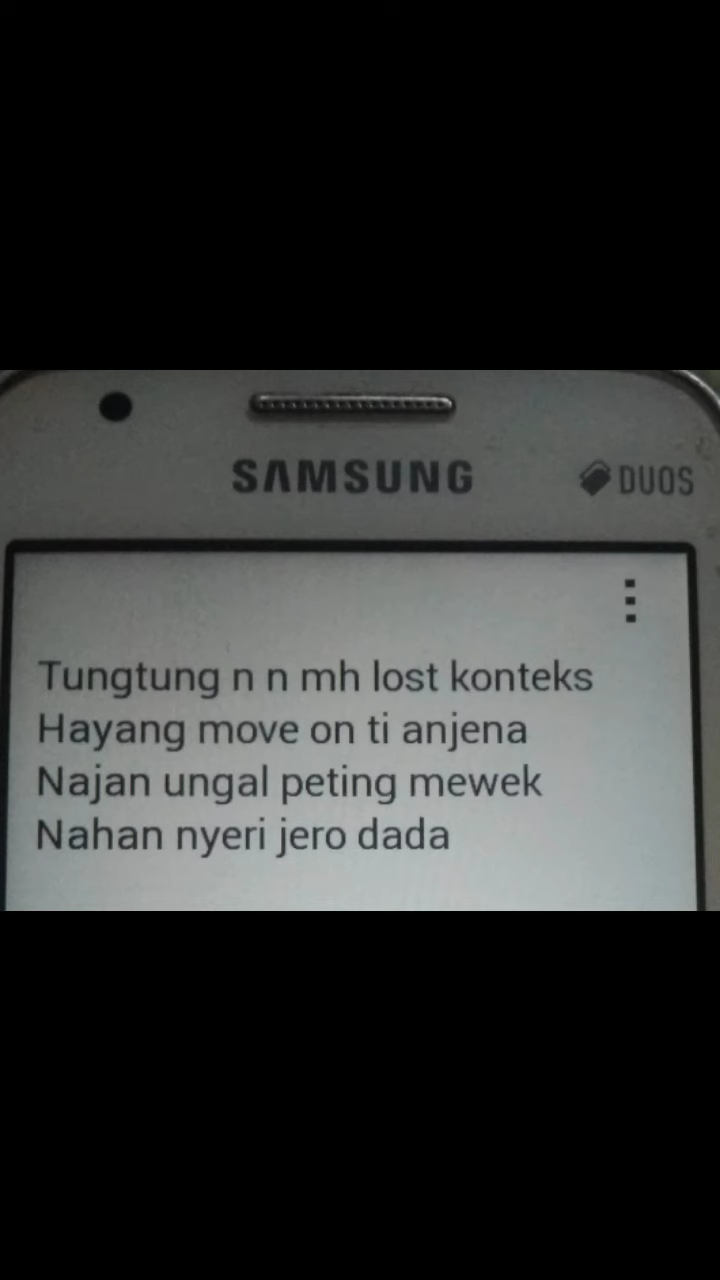 SAMSUNG DUOS
Tungtung n n mh lost konteks
Hayang move on ti anjena
Najan ungal peting mewek
Nahan nyeri jero dada